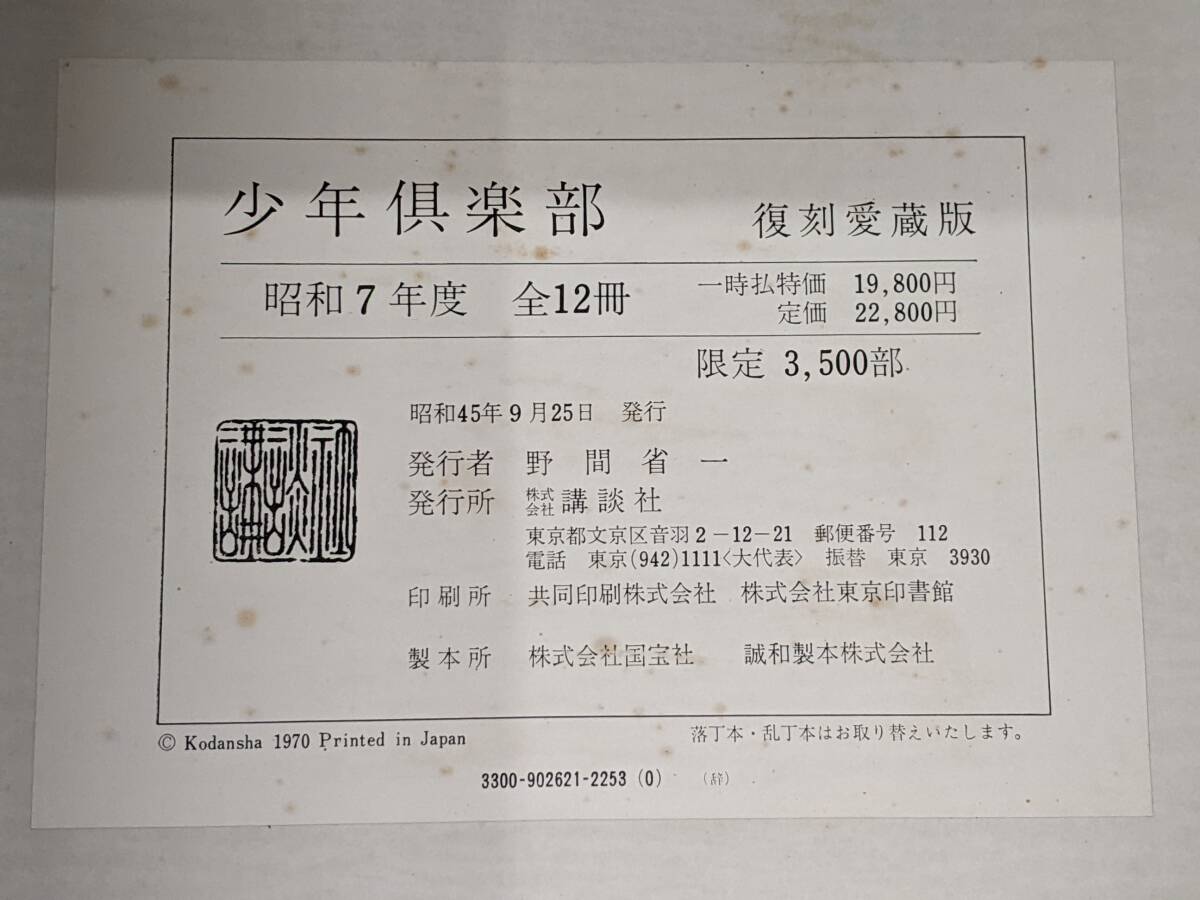 少年倶楽部 復刻愛蔵版
昭和7年度 全12冊 一時払特価 19,800円
定価 22,800円
限定 3,500部
昭和45年9月25日 発行
発行者 野間省一
発行所 株式会社 講談社
東京都文京区音羽2-12-21 郵便番号 112
電話 東京(942)1111〈大代表〉 振替 東京 3930
印刷所 共同印刷株式会社 株式会社東京印書館
製本所 株式会社国宝社 誠和製本株式会社
© Kodansha 1970 Printed in Japan 落丁本・乱丁本はお取り替えいたします。
3300-902621-2253 (0) (辞)